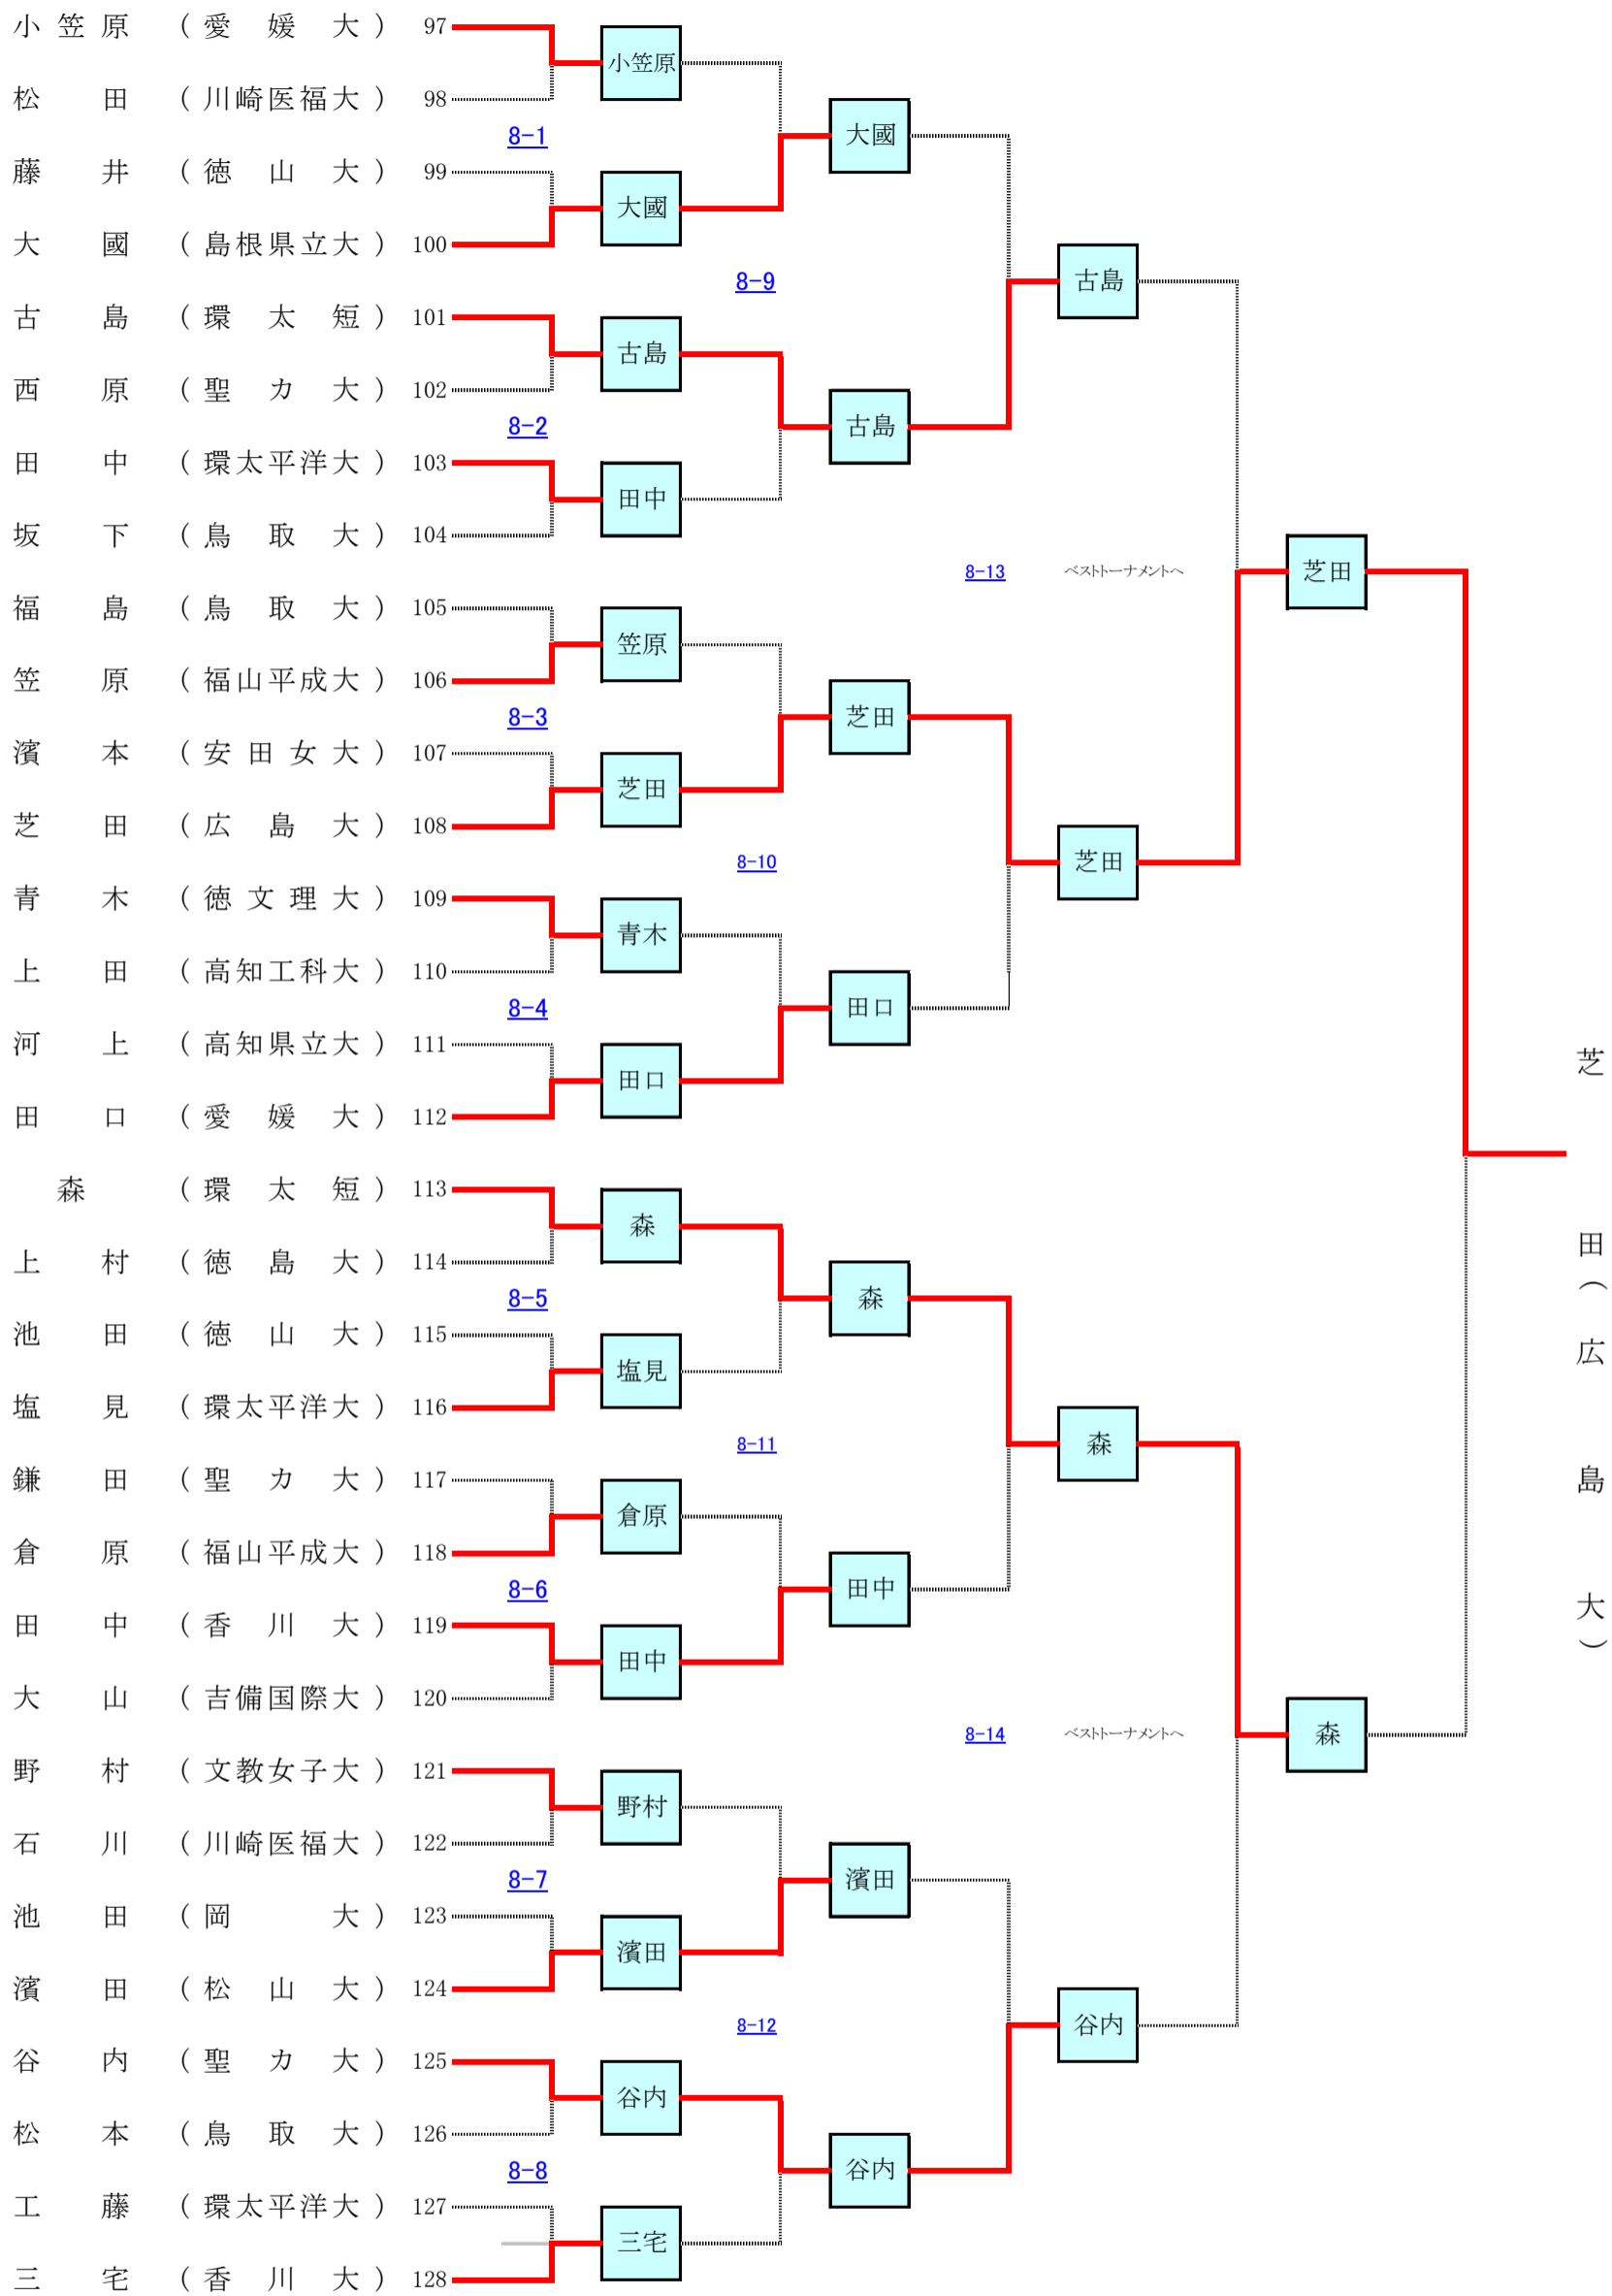 小笠原 （愛媛大） 97
小笠原
松田 （川崎医福大） 98
8-1
大國
藤井 （徳山大） 99
大國
大國 （島根県立大） 100
8-9
古島
古島 （環太短） 101
古島
西原 （聖カ大） 102
8-2
古島
田中 （環太平洋大） 103
田中
坂下 （鳥取大） 104
8-13 ベストーナメントへ
芝田
福島 （鳥取大） 105
笠原
笠原 （福山平成大） 106
8-3
芝田
濱本 （安田女大） 107
芝田
芝田 （広島大） 108
8-10
芝田
青木 （徳文理大） 109
青木
上田 （高知工科大） 110
8-4
田口
河上 （高知県立大） 111
田口
田口 （愛媛大） 112
芝田（広島大）
森 （環太短） 113
森
上村 （徳島大） 114
8-5
森
池田 （徳山大） 115
塩見
塩見 （環太平洋大） 116
8-11
森
鎌田 （聖カ大） 117
倉原
倉原 （福山平成大） 118
8-6
田中
田中 （香川大） 119
田中
大山 （吉備国際大） 120
8-14 ベストーナメントへ
森
野村 （文教女子大） 121
野村
石川 （川崎医福大） 122
8-7
濱田
池田 （岡大） 123
濱田
濱田 （松山大） 124
8-12
谷内
谷内 （聖カ大） 125
谷内
松本 （鳥取大） 126
8-8
谷内
工藤 （環太平洋大） 127
三宅
三宅 （香川大） 128